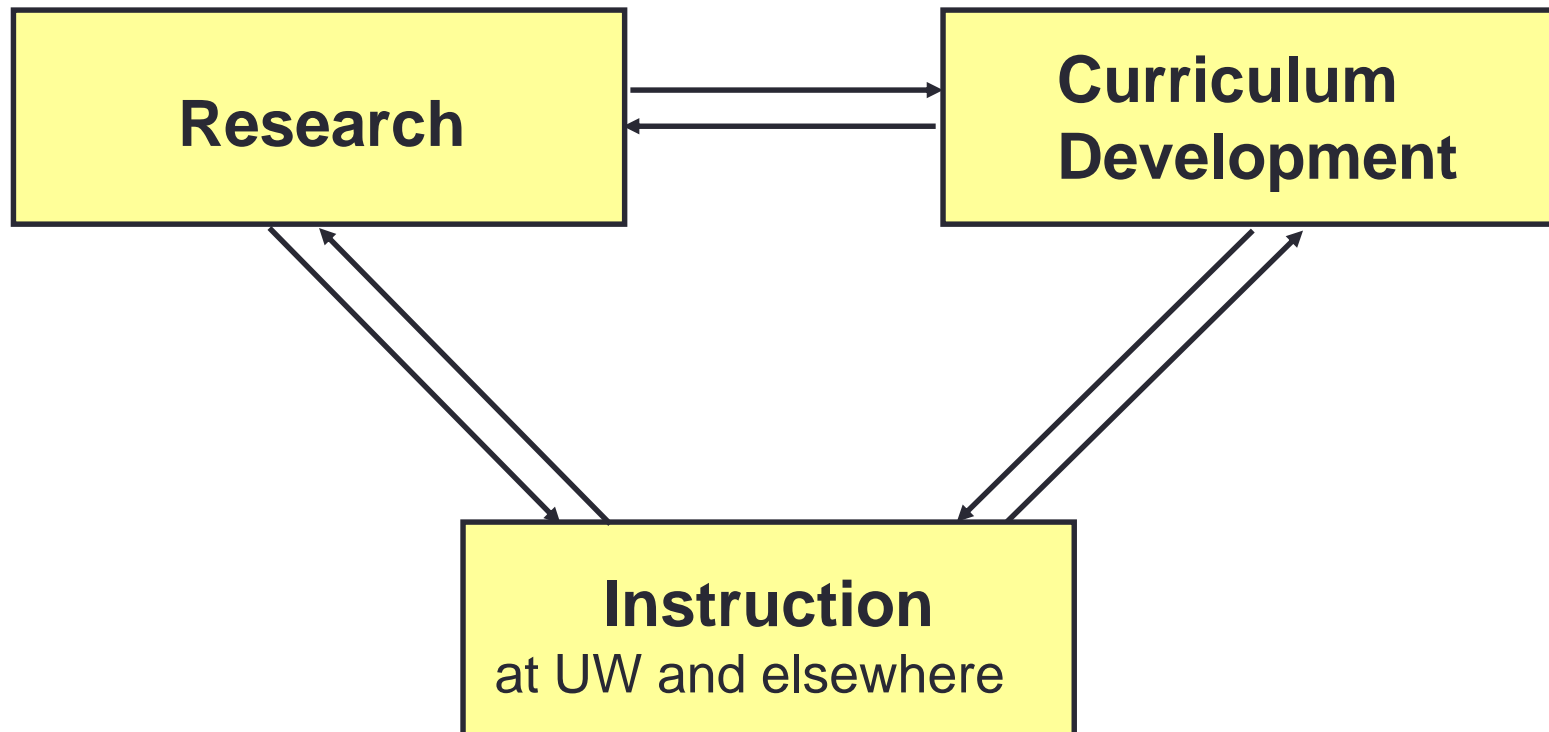 Research
Curriculum
Development
Instruction
at UW and elsewhere